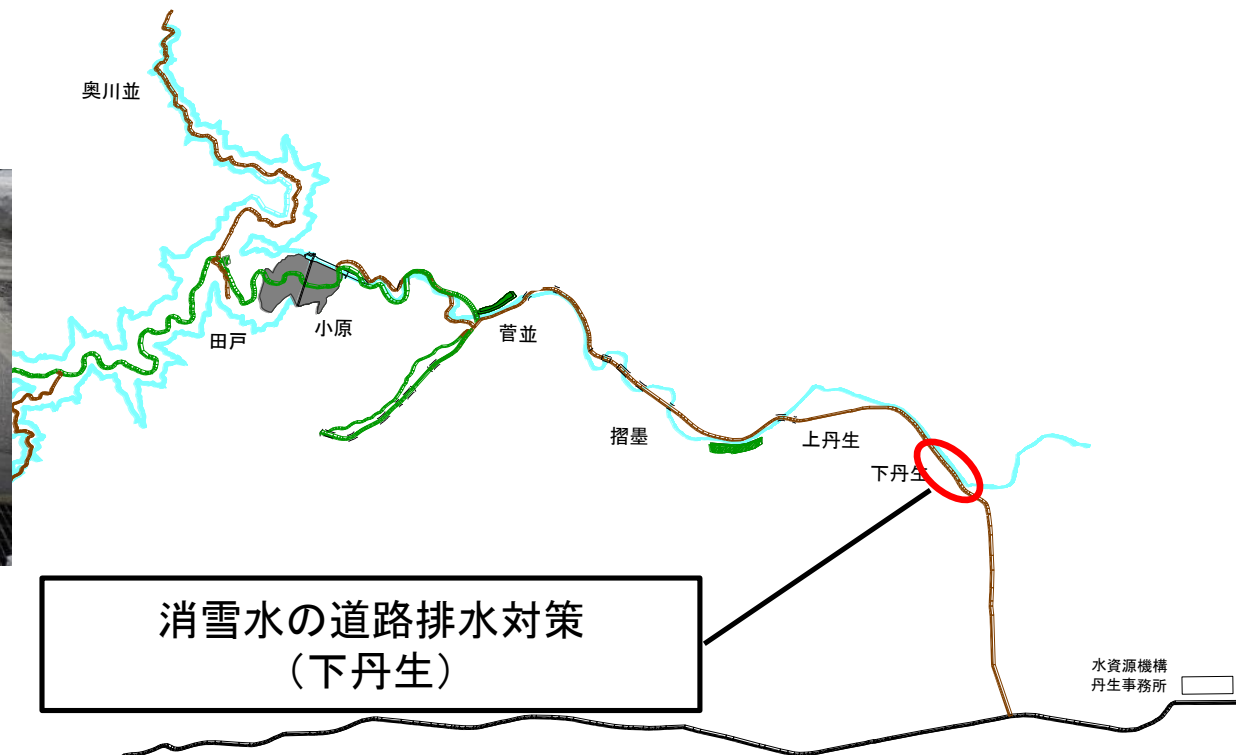 奥川並
田戸
小原
菅並
摺墨
上丹生
下丹生
消雪水の道路排水対策
（下丹生）
水資源機構
丹生事務所